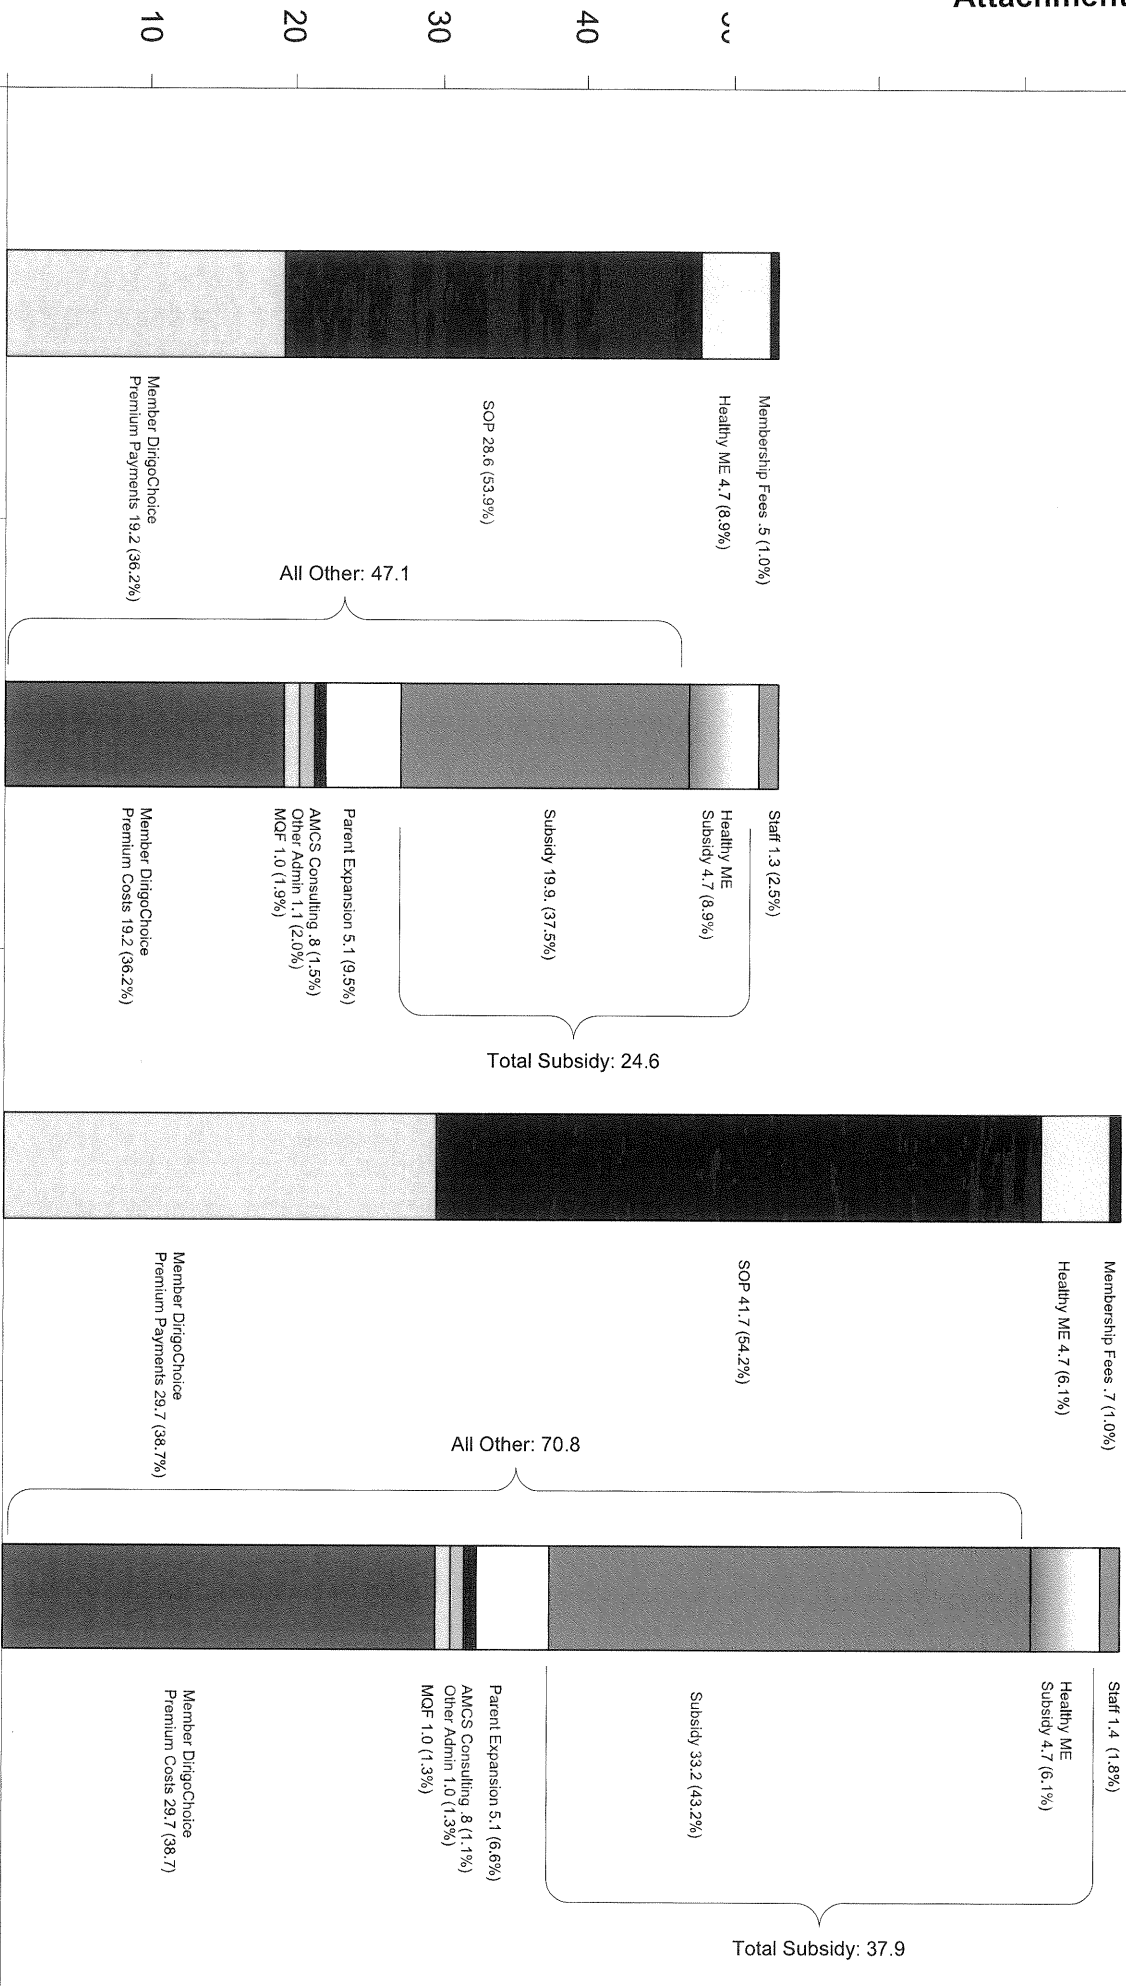 Attachment
10
20
30
40
Membership Fees .5 (1.0%)
Healthy ME 4.7 (8.9%)
SOP 28.6 (53.9%)
Member DirigoChoice
Premium Payments 19.2 (36.2%)
All Other: 47.1
Staff 1.3 (2.5%)
Healthy ME
Subsidy 4.7 (8.9%)
Subsidy 19.9. (37.5%)
Parent Expansion 5.1 (9.5%)
AMCS Consulting .8 (1.5%)
Other Admin 1.1 (2.0%)
MQF 1.0 (1.9%)
Member DirigoChoice
Premium Costs 19.2 (36.2%)
Total Subsidy: 24.6
Membership Fees .7 (1.0%)
Healthy ME 4.7 (6.1%)
SOP 41.7 (54.2%)
Member DirigoChoice
Premium Payments 29.7 (38.7%)
All Other: 70.8
Staff 1.4 (1.8%)
Healthy ME
Subsidy 4.7 (6.1%)
Subsidy 33.2 (43.2%)
Parent Expansion 5.1 (6.6%)
AMCS Consulting .8 (1.1%)
Other Admin 1.0 (1.3%)
MQF 1.0 (1.3%)
Member DirigoChoice
Premium Costs 29.7 (38.7)
Total Subsidy: 37.9